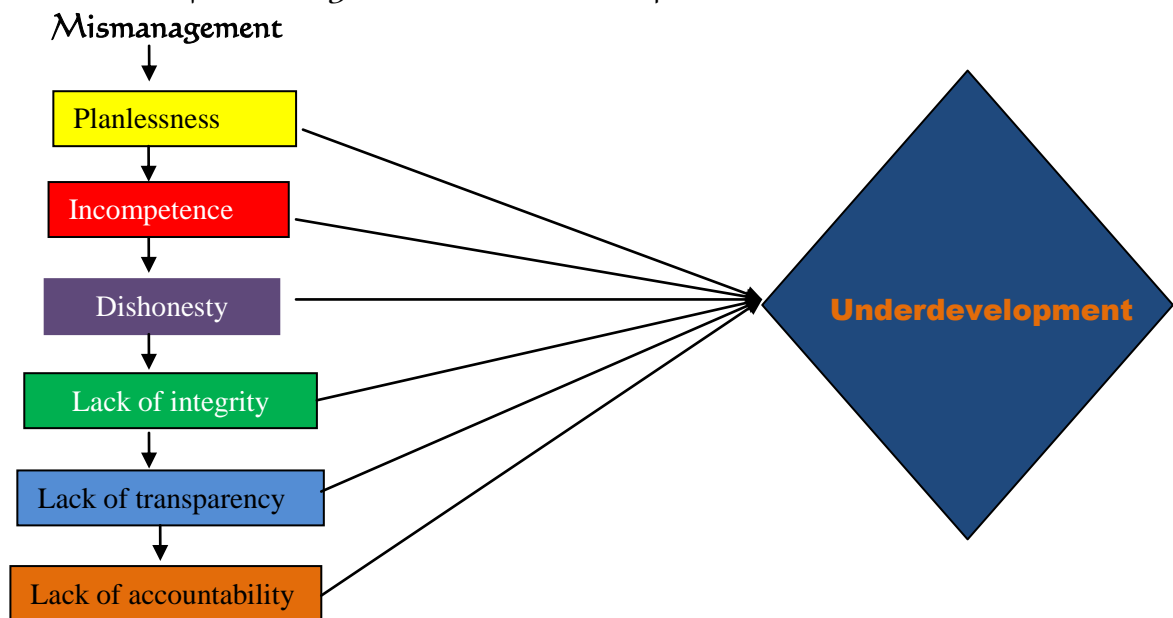 Mismanagement
Planlessness
Incompetence
Dishonesty
Underdevelopment
Lack of integrity
Lack of transparency
Lack of accountability